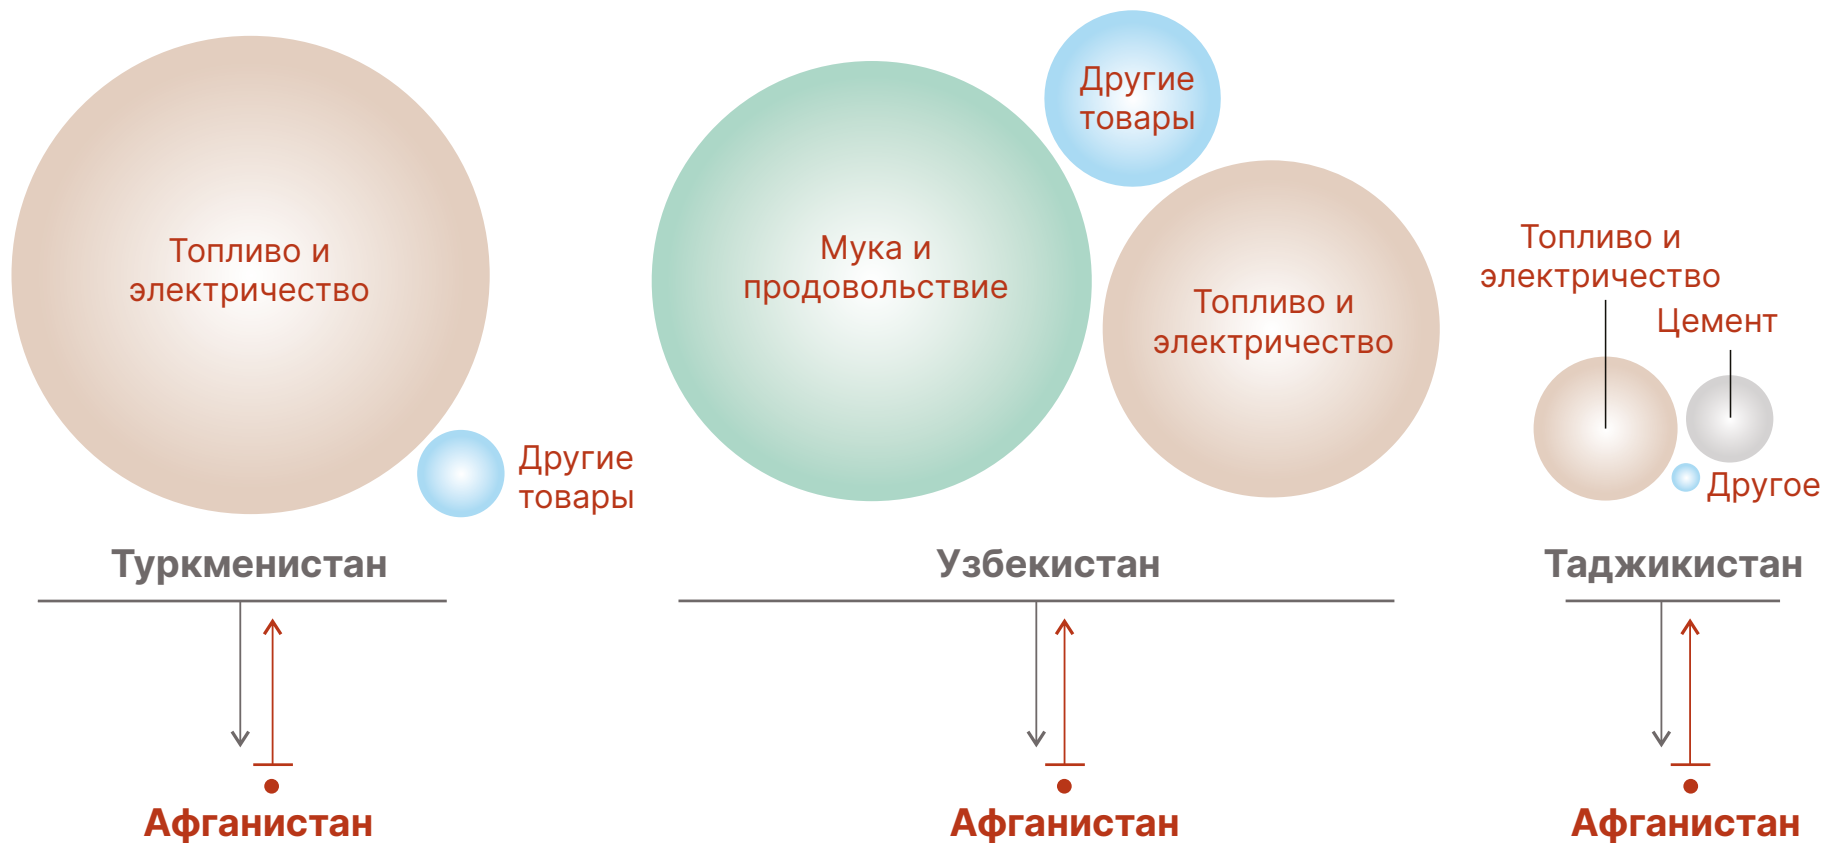 Топливо и
электричество
Другие
товары
Туркменистан
Афганистан
Мука и
продовольствие
Другие
товары
Топливо и
электричество
Узбекистан
Афганистан
Топливо и
электричество
Цемент
Другое
Таджикистан
Афганистан